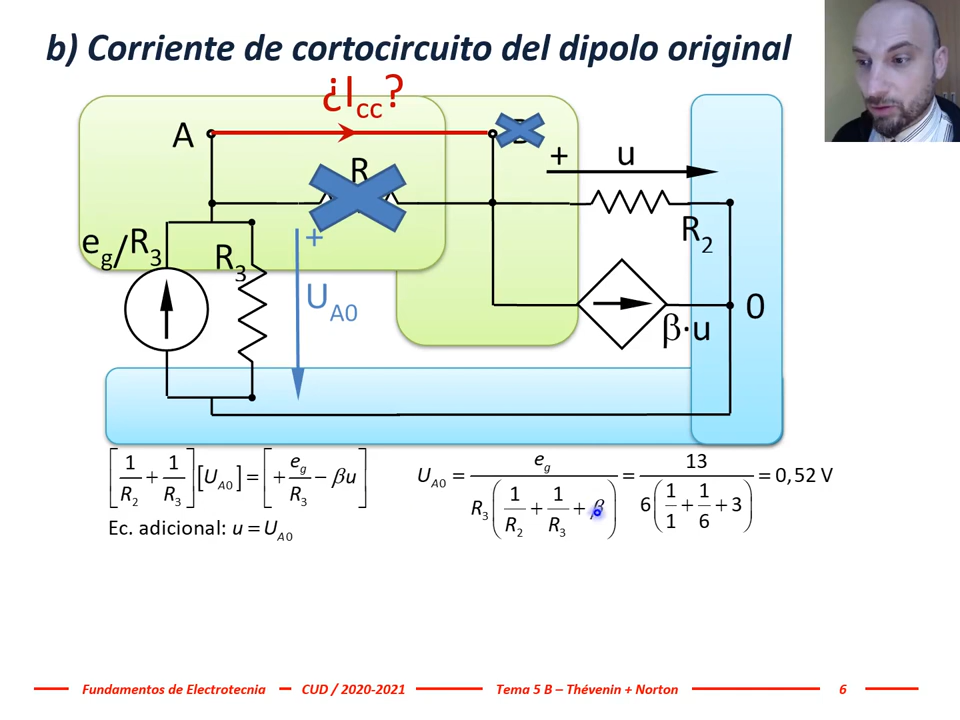 b) Corriente de cortocircuito del dipolo original
¿Icc?
A
+ u
R
R2
eg/R3
R3
+
UA0
0
β·u
[1/R2 + 1/R3][UA0] = [+ eg/R3 − βu]
UA0 = eg / R3(1/R2 + 1/R3 + β) = 13 / 6(1/1 + 1/6 + 3) = 0,52 V
Ec. adicional: u = UA0
Fundamentos de Electrotecnia CUD / 2020-2021 Tema 5 B – Thévenin + Norton 6